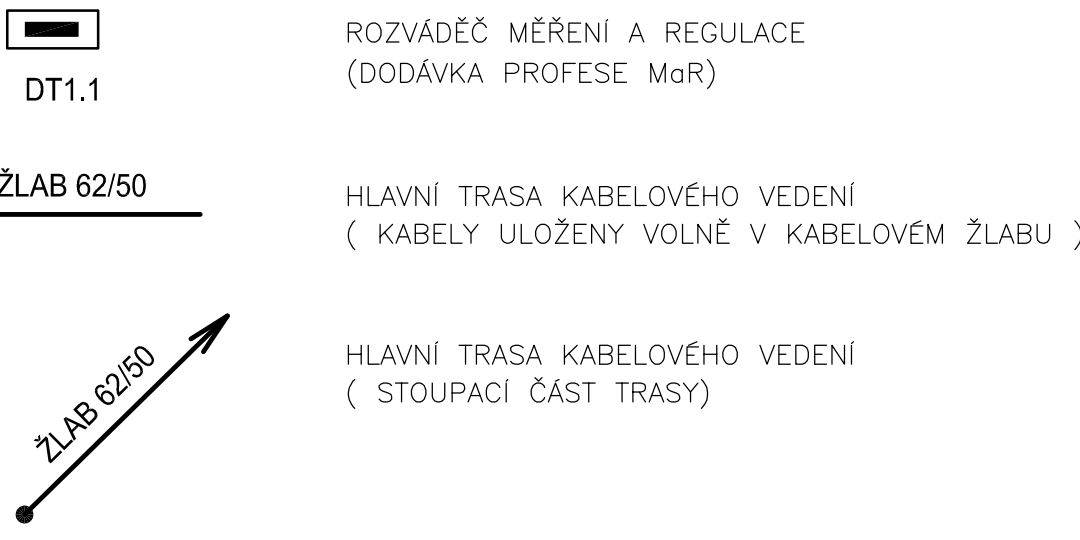 ROZVÁDĚČ MĚŘENÍ A REGULACE
(DODÁVKA PROFESE MaR)
DT1.1
ŽLAB 62/50
HLAVNÍ TRASA KABELOVÉHO VEDENÍ
( KABELY ULOŽENY VOLNĚ V KABELOVÉM ŽLABU )
ŽLAB 62/50
HLAVNÍ TRASA KABELOVÉHO VEDENÍ
( STOUPACÍ ČÁST TRASY)